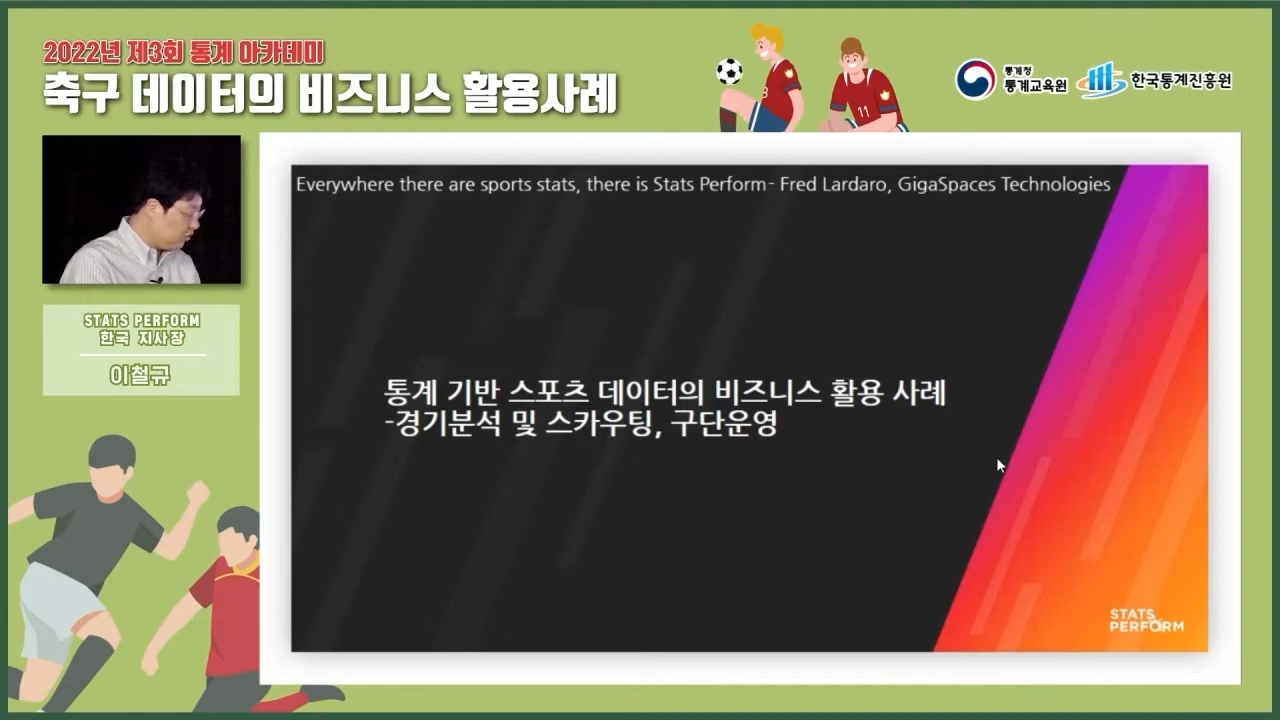 2022년 제3회 통계 아카데미
축구 데이터의 비즈니스 활용사례
통계청
통계교육원
한국통계진흥원
3
11
STATS PERFORM
한국 지사장
이철규
Everywhere there are sports stats, there is Stats Perform- Fred Lardaro, GigaSpaces Technologies
통계 기반 스포츠 데이터의 비즈니스 활용 사례
-경기분석 및 스카우팅, 구단운영
STATS
PERFORM